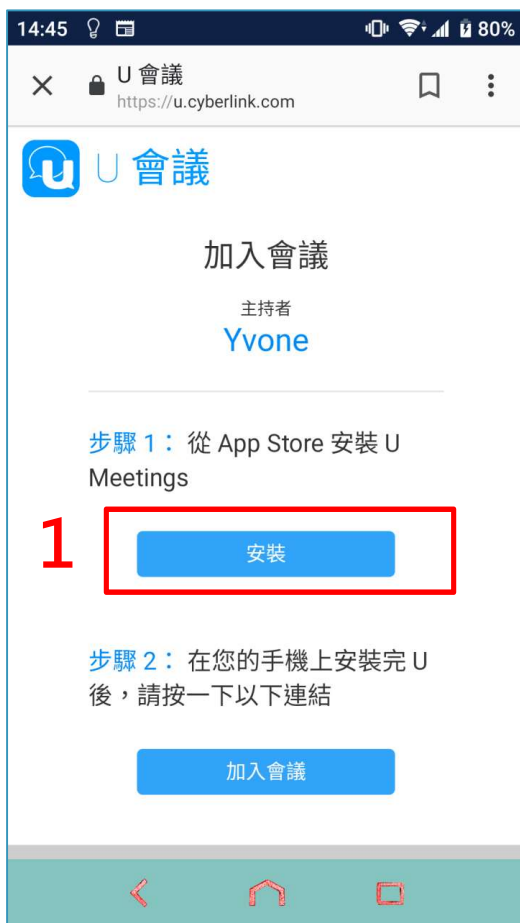 14:45 80%
U 會議
https://u.cyberlink.com
U 會議
加入會議
主持者
Yvone
步驟 1： 從 App Store 安裝 U
Meetings
1
安裝
步驟 2： 在您的手機上安裝完 U
後，請按一下以下連結
加入會議